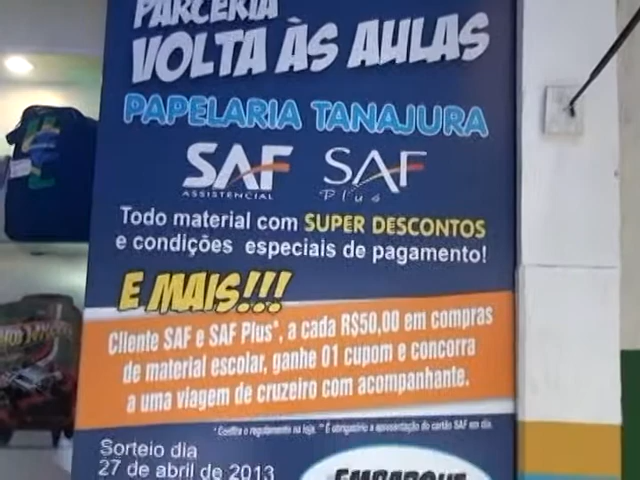 PARCERIA
VOLTA ÀS AULAS
PAPELARIA TANAJURA
SAF SAF
ASSISTENCIAL Plus
Todo material com SUPER DESCONTOS
e condições especiais de pagamento!
E MAIS!!!
Cliente SAF e SAF Plus*, a cada R$50,00 em compras
de material escolar, ganhe 01 cupom e concorra
a uma viagem de cruzeiro com acompanhante.
* Confira o regulamento na loja. ** É obrigatório a apresentação do cartão SAF em dia.
Sorteio dia
27 de abril de 2013
EMBARQUE